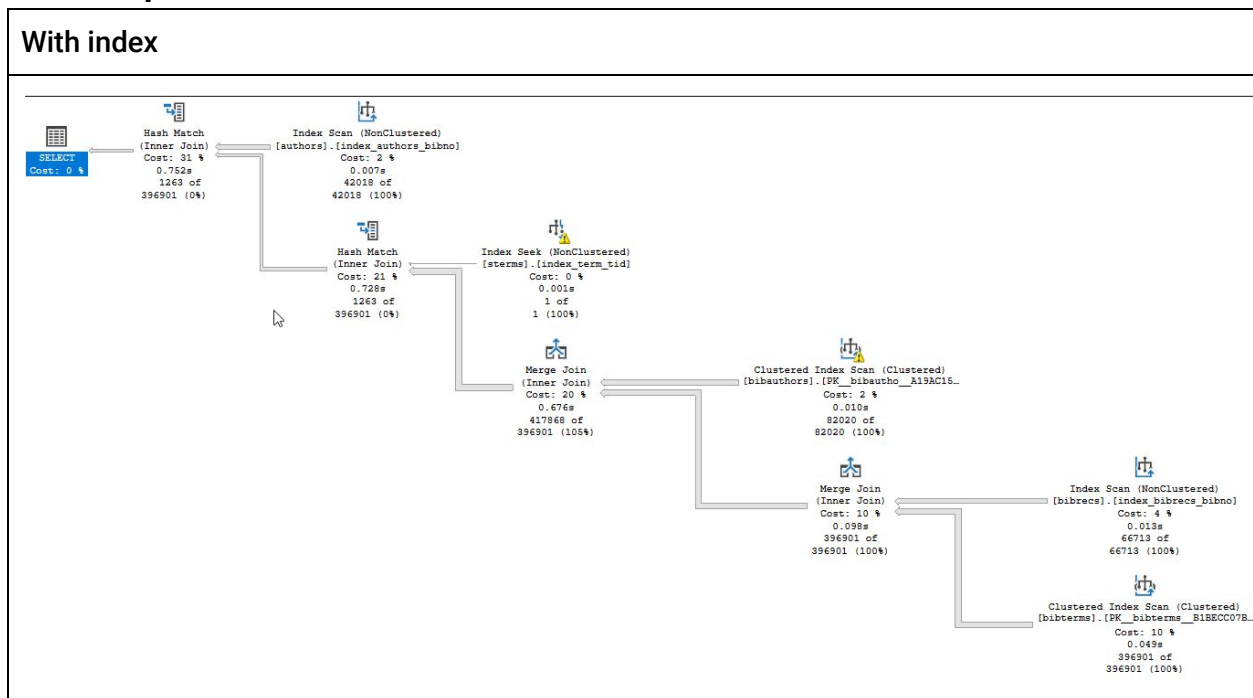 With index
SELECT
Cost: 0 %
Hash Match
(Inner Join)
Cost: 31 %
0.752s
1263 of
396901 (0%)
Index Scan (NonClustered)
[authors].[index_authors_bibno]
Cost: 2 %
0.007s
42018 of
42018 (100%)
Hash Match
(Inner Join)
Cost: 21 %
0.728s
1263 of
396901 (0%)
Index Seek (NonClustered)
[sterms].[index_term_tid]
Cost: 0 %
0.001s
1 of
1 (100%)
Merge Join
(Inner Join)
Cost: 20 %
0.676s
417868 of
396901 (105%)
Clustered Index Scan (Clustered)
[bibauthors].[PK__bibautho__A19AC15…
Cost: 2 %
0.010s
82020 of
82020 (100%)
Merge Join
(Inner Join)
Cost: 10 %
0.098s
396901 of
396901 (100%)
Index Scan (NonClustered)
[bibrecs].[index_bibrecs_bibno]
Cost: 4 %
0.013s
66713 of
66713 (100%)
Clustered Index Scan (Clustered)
[bibterms].[PK__bibterms__B1BECC07B…
Cost: 10 %
0.049s
396901 of
396901 (100%)